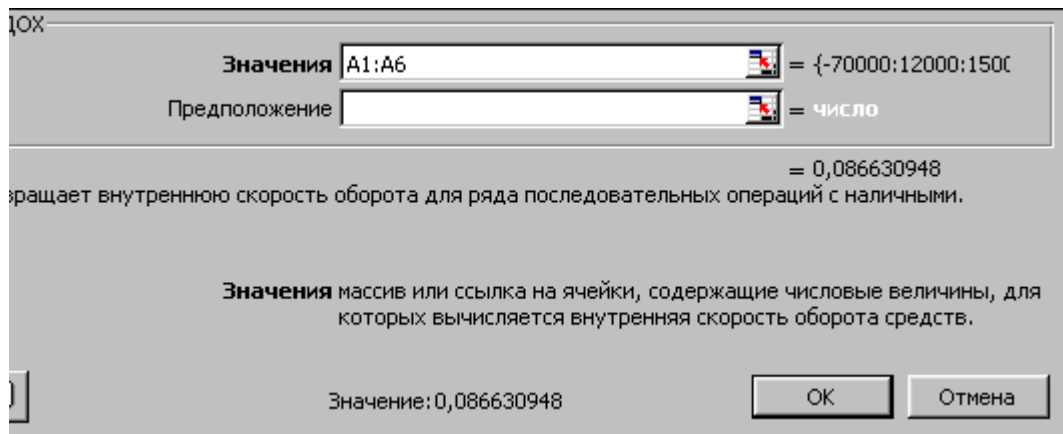 ДОХ
Значения A1:A6 = {-70000:12000:1500
Предположение = число
= 0,086630948
вращает внутреннюю скорость оборота для ряда последовательных операций с наличными.
Значения массив или ссылка на ячейки, содержащие числовые величины, для
которых вычисляется внутренняя скорость оборота средств.
Значение:0,086630948 OK Отмена